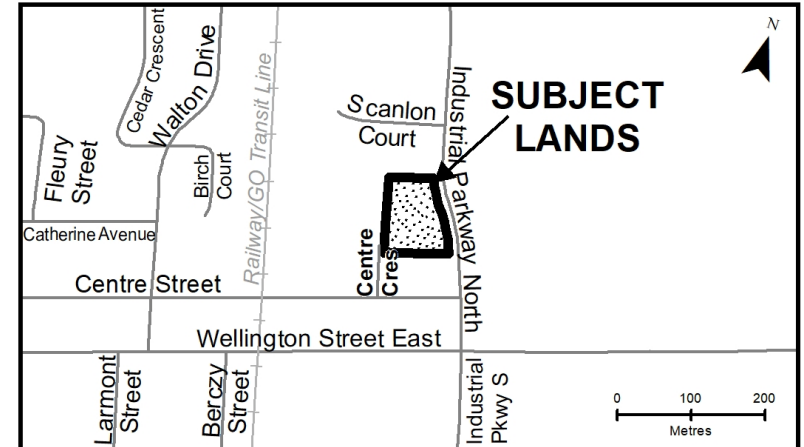 N
Cedar Crescent
Walton Drive
Railway/GO Transit Line
Industrial Parkway North
Scanlon
Court
SUBJECT
LANDS
Fleury
Street
Birch
Court
Catherine Avenue
Centre
Cres
Centre Street
Wellington Street East
Larmont
Street
Berczy
Street
Industrial
Pkwy S
0 100 200
Metres